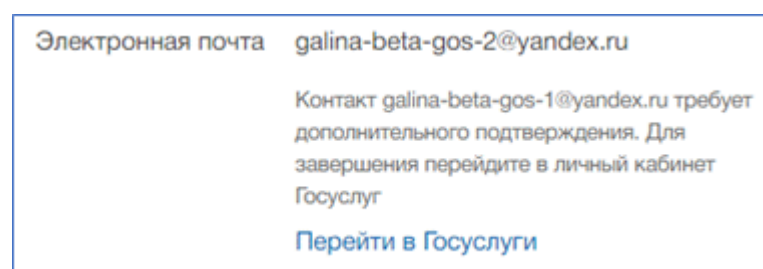 Электронная почта galina-beta-gos-2@yandex.ru
Контакт galina-beta-gos-1@yandex.ru требует
дополнительного подтверждения. Для
завершения перейдите в личный кабинет
Госуслуг
Перейти в Госуслуги